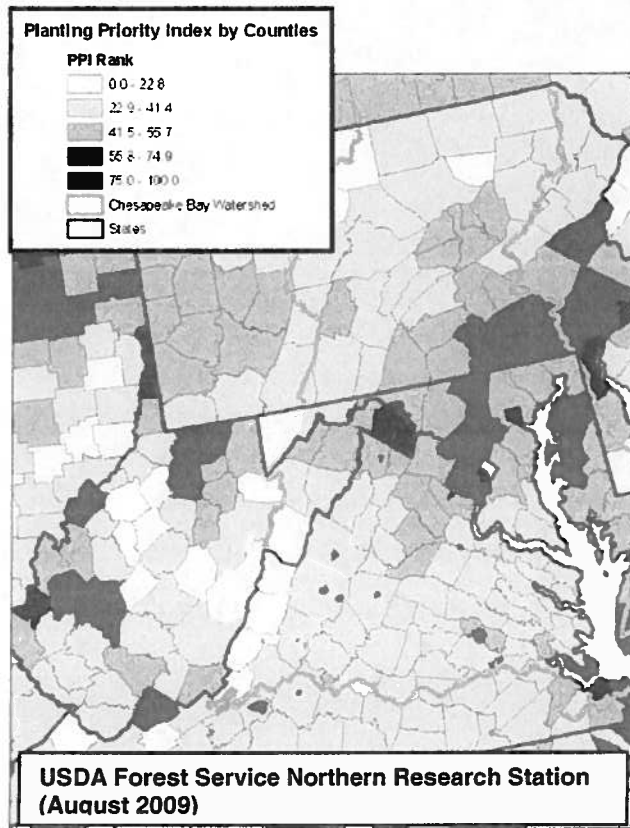 Planting Priority Index by Counties
PPI Rank
0.0 - 22.8
22.9 - 41.4
41.5 - 55.7
55.8 - 74.9
75.0 - 100.0
Chesapeake Bay Watershed
States
USDA Forest Service Northern Research Station
(August 2009)